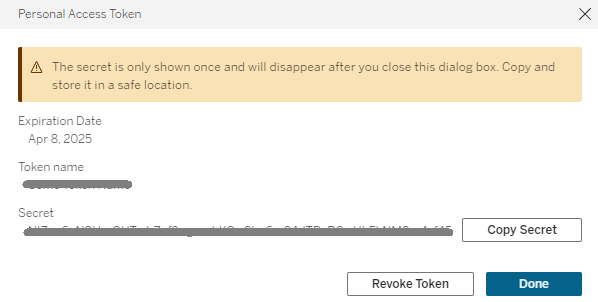 Personal Access Token
The secret is only shown once and will disappear after you close this dialog box. Copy and
store it in a safe location.
Expiration Date
Apr 8, 2025
Token name
Secret
Copy Secret
Revoke Token
Done